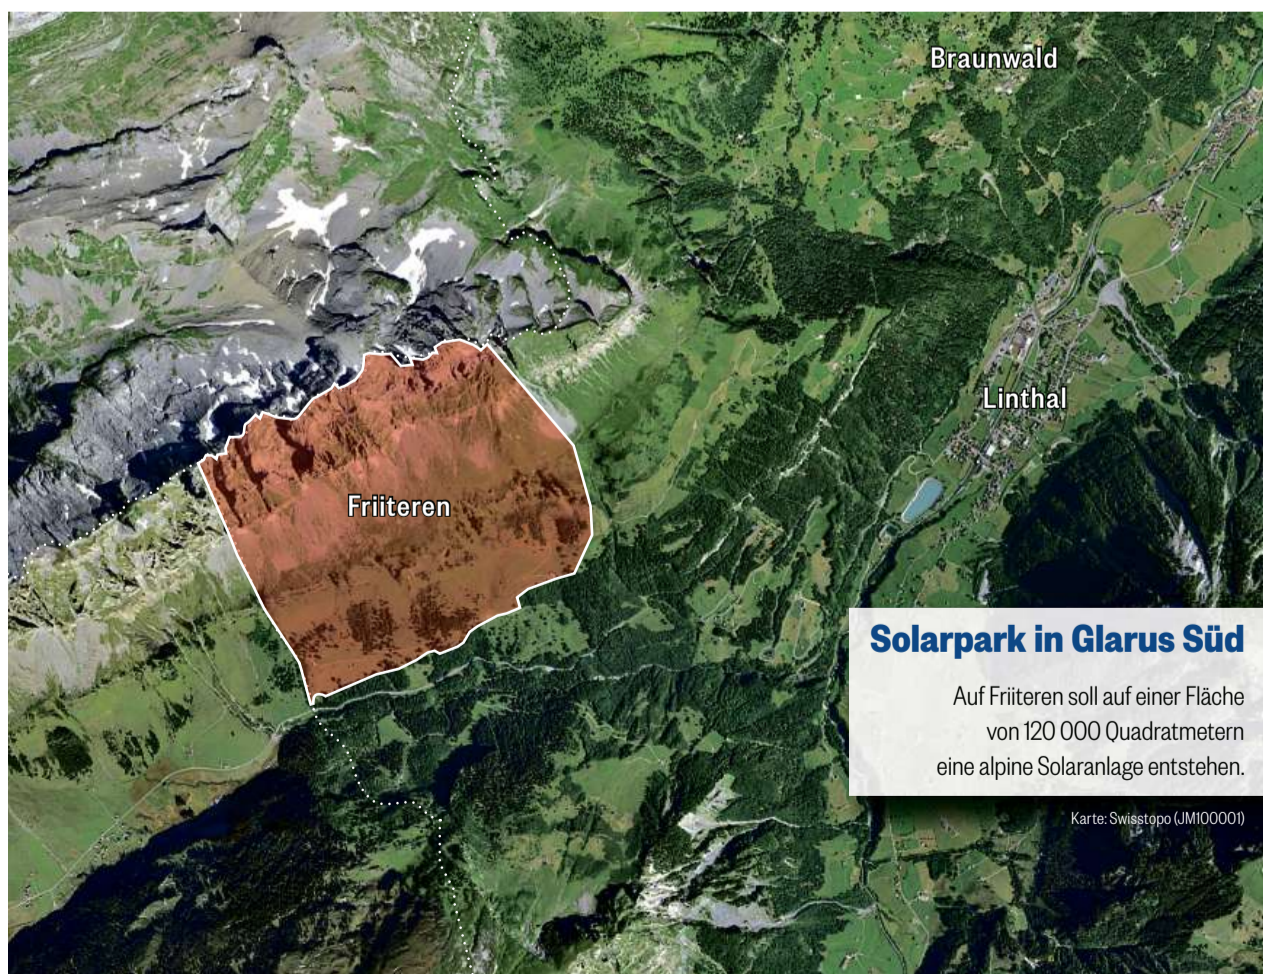 Braunwald
Linthal
Friiteren
Solarpark in Glarus Süd
Auf Friiteren soll auf einer Fläche
von 120 000 Quadratmetern
eine alpine Solaranlage entstehen.
Karte: Swisstopo (JM100001)